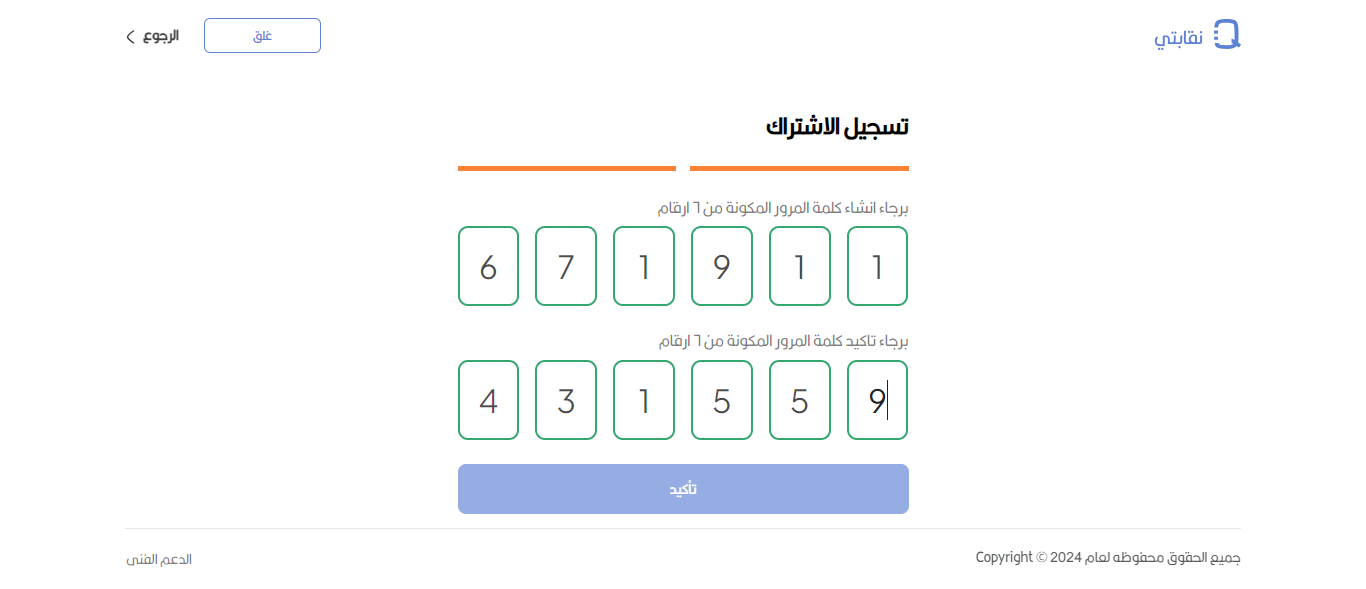 نقابتي
غلق
الرجوع
تسجيل الاشتراك
برجاء انشاء كلمة المرور المكونة من ٦ ارقام
6 7 1 9 1 1
برجاء تاكيد كلمة المرور المكونة من ٦ ارقام
4 3 1 5 5 9
تأكيد
جميع الحقوق محفوظه لعام 2024 © Copyright
الدعم الفنى